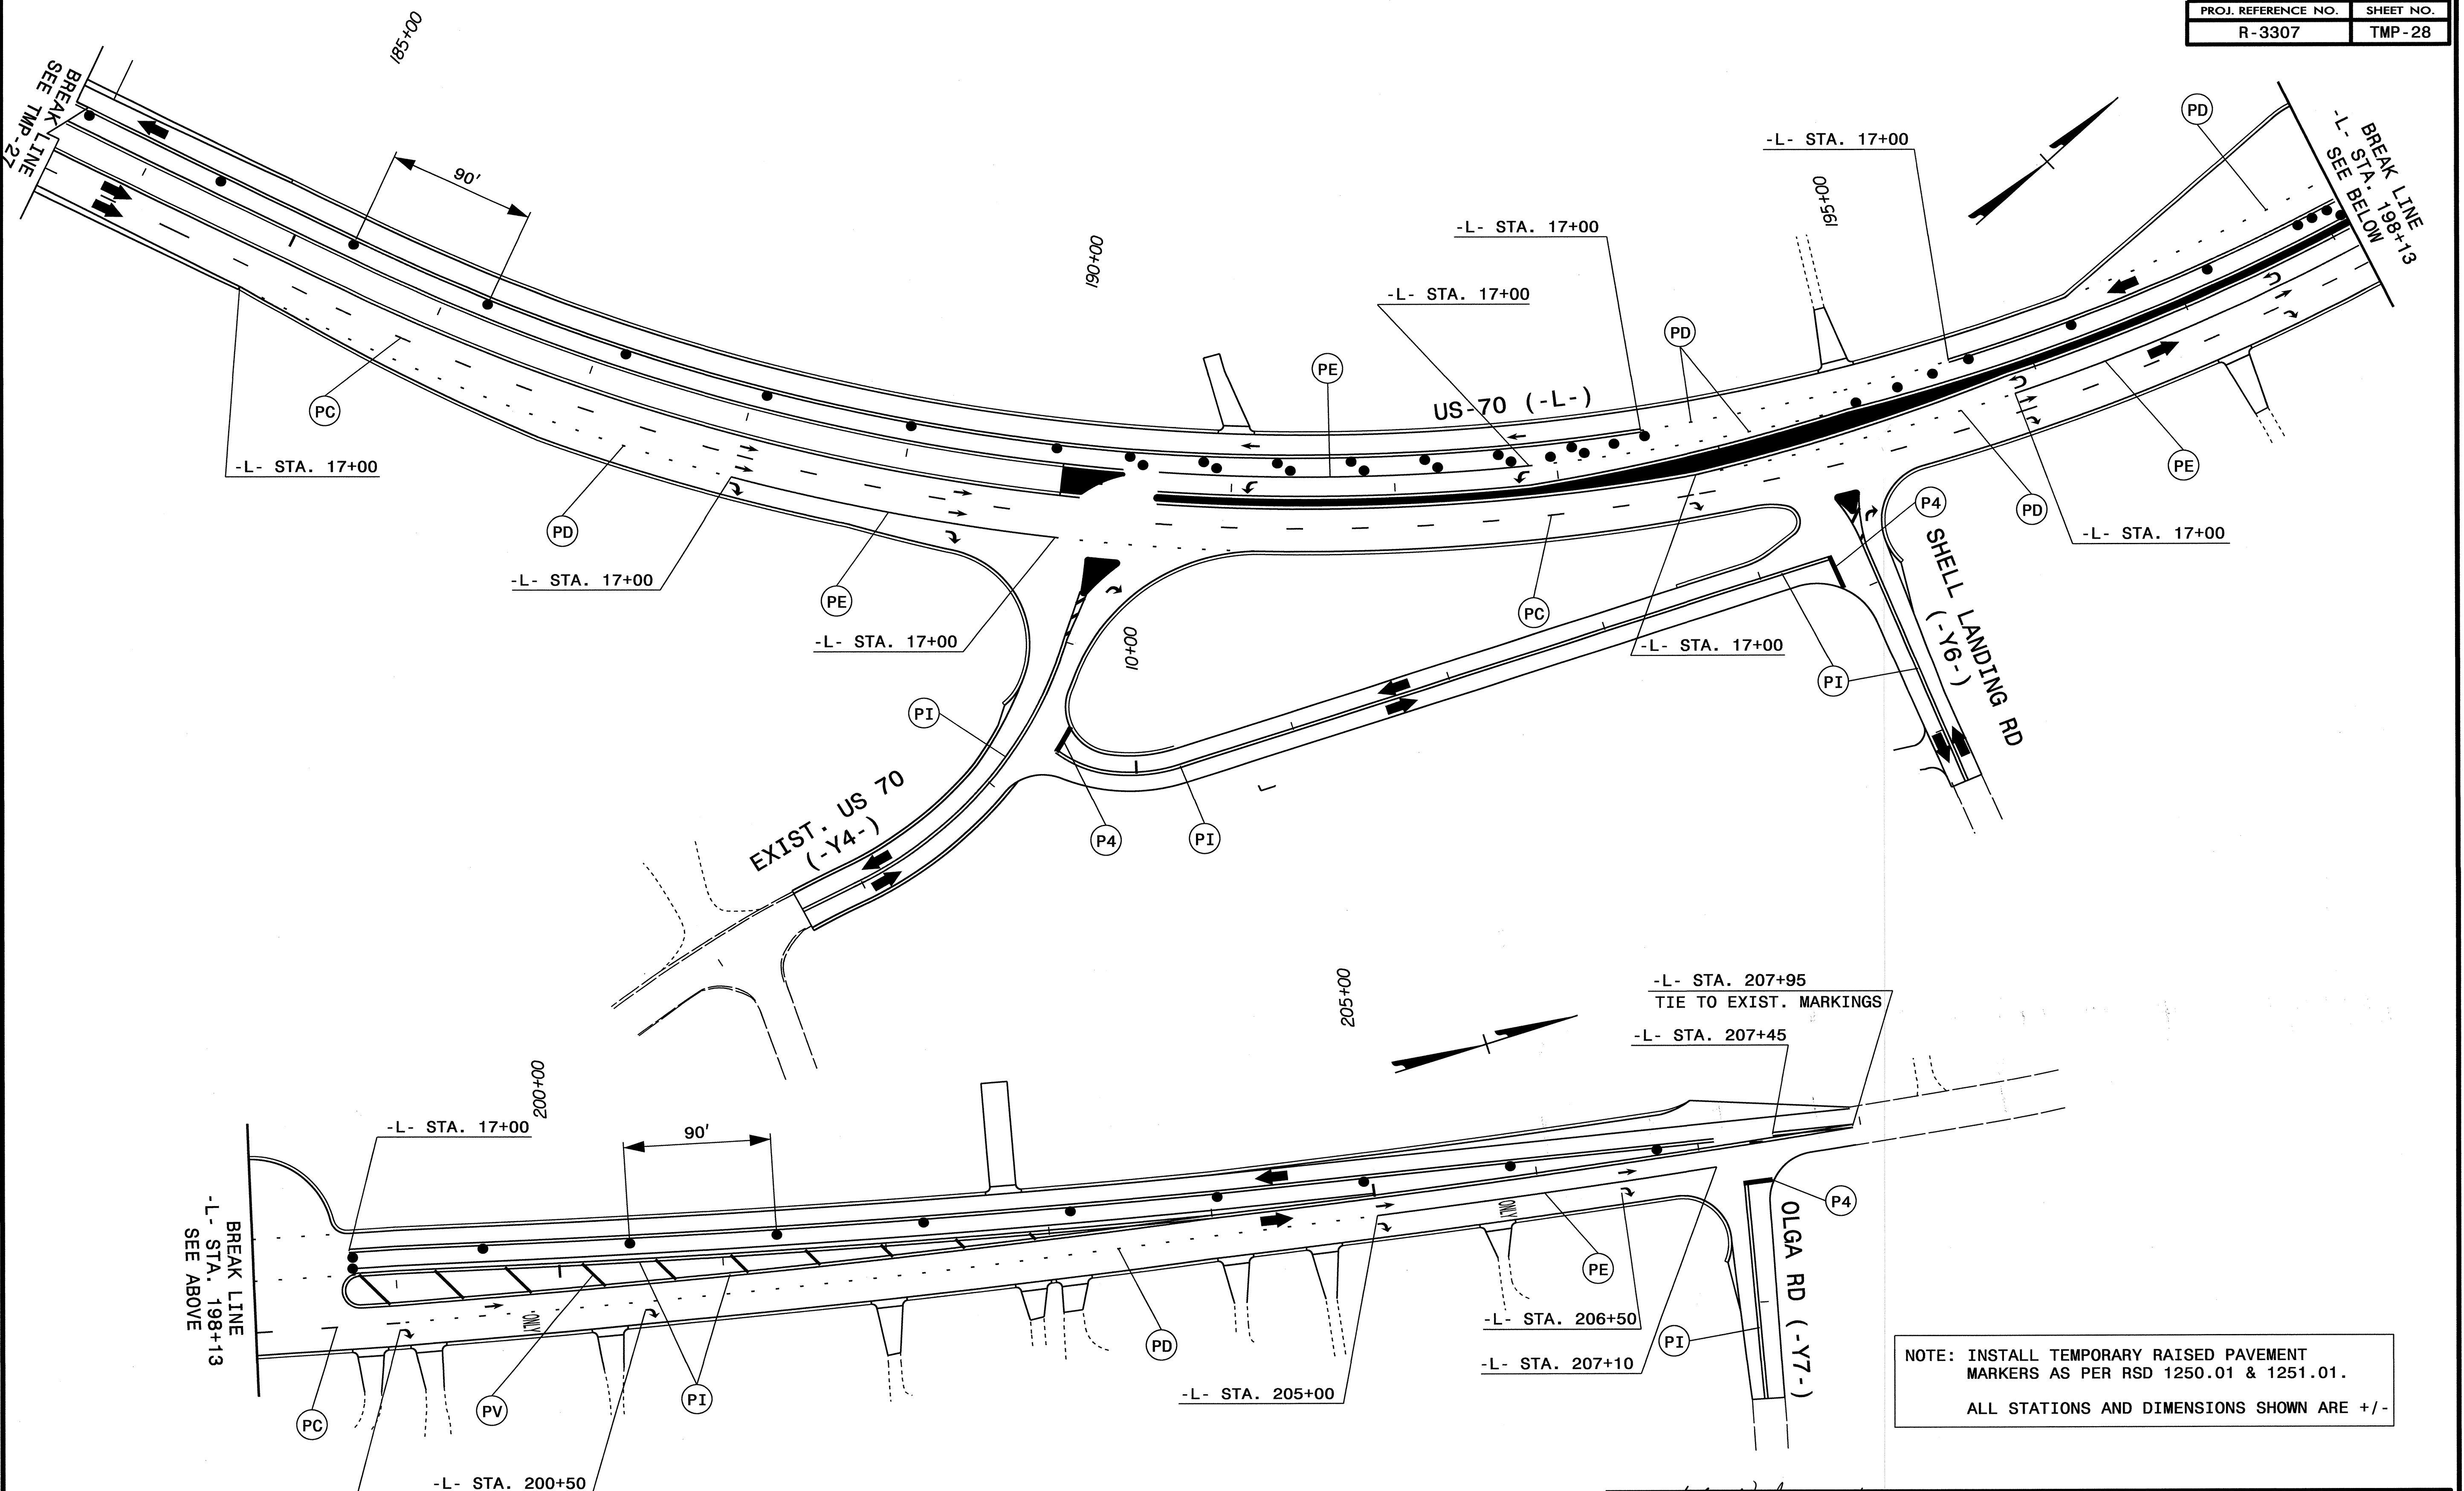 PROJ. REFERENCE NO.
SHEET NO.
R-3307
TMP-28
185+00
BREAK LINE
SEE TMP-27
90'
-L- STA. 17+00
PD
BREAK LINE
-L- STA. 198+13
SEE BELOW
195+00
-L- STA. 17+00
190+00
-L- STA. 17+00
PD
PE
US-70 (-L-)
PC
-L- STA. 17+00
PD
-L- STA. 17+00
PE
-L- STA. 17+00
PE
P4
PD
-L- STA. 17+00
PC
-L- STA. 17+00
10+00
SHELL LANDING RD
(-Y6-)
PI
PI
EXIST. US 70
(-Y4-)
P4
PI
205+00
-L- STA. 207+95
TIE TO EXIST. MARKINGS
-L- STA. 207+45
200+00
-L- STA. 17+00
90'
BREAK LINE
-L- STA. 198+13
SEE ABOVE
ONLY
ONLY
P4
OLGA RD (-Y7-)
PE
-L- STA. 206+50
PI
PD
-L- STA. 207+10
-L- STA. 205+00
PI
PV
PC
-L- STA. 200+50
NOTE: INSTALL TEMPORARY RAISED PAVEMENT
MARKERS AS PER RSD 1250.01 & 1251.01.
ALL STATIONS AND DIMENSIONS SHOWN ARE +/-